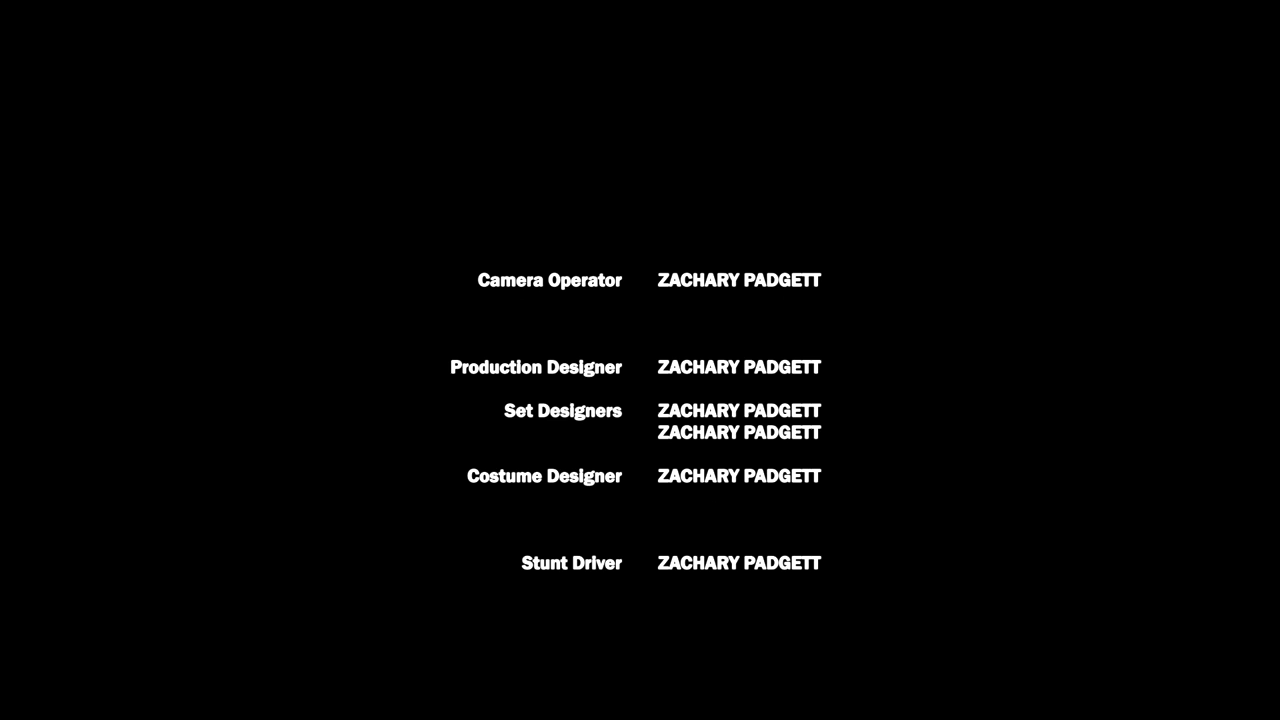 Camera Operator ZACHARY PADGETT
Production Designer ZACHARY PADGETT
Set Designers ZACHARY PADGETT
ZACHARY PADGETT
Costume Designer ZACHARY PADGETT
Stunt Driver ZACHARY PADGETT